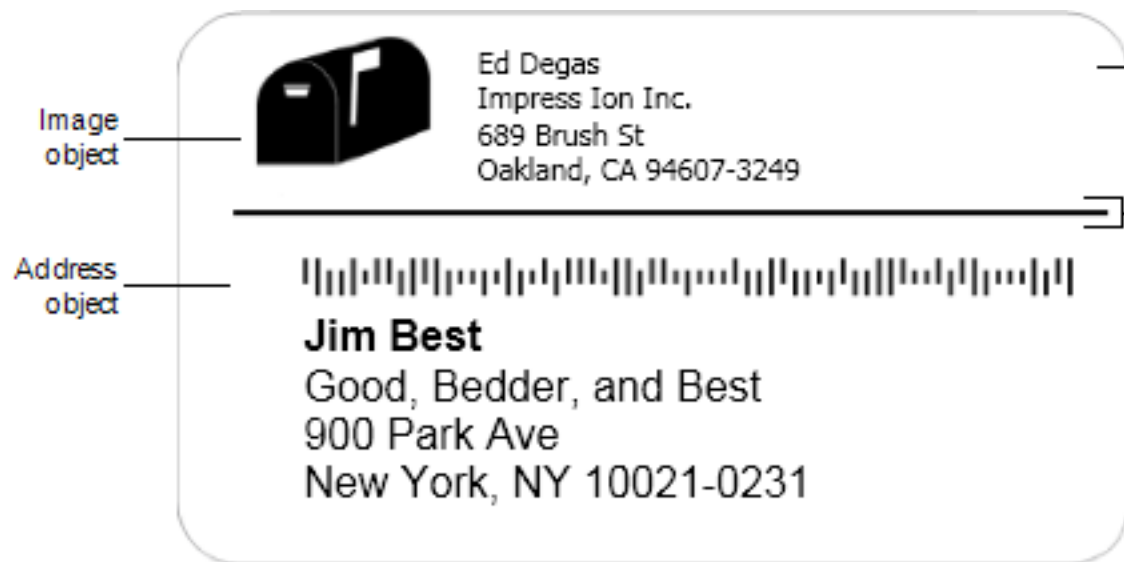 Image
object
Ed Degas
Impress Ion Inc.
689 Brush St
Oakland, CA 94607-3249
Address
object
Jim Best
Good, Bedder, and Best
900 Park Ave
New York, NY 10021-0231